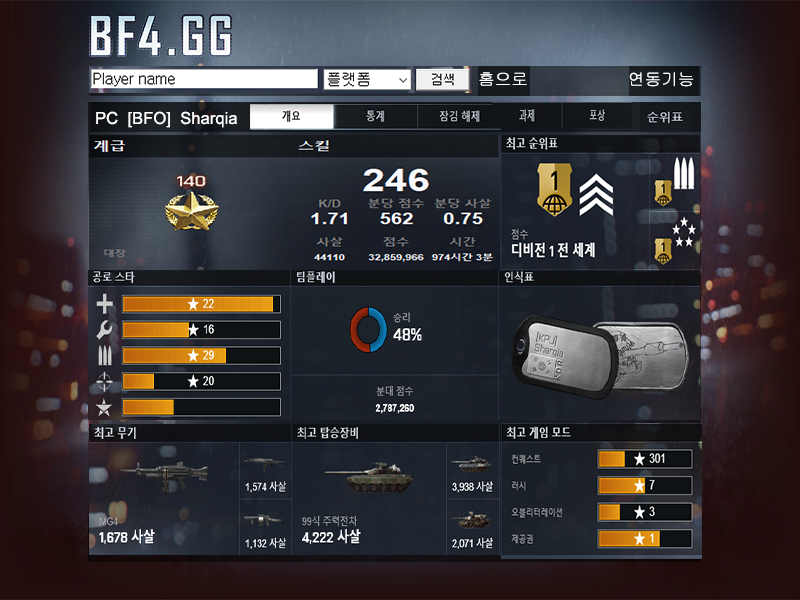 BF4.GG
Player name 플랫폼 검색 홈으로 연동기능
PC [BFO] Sharqia 개요 통계 잠김 해제 과제 포상 순위표
계급 스킬 최고 순위표
140
대장
246
K/D 분당 점수 분당 사살
1.71 562 0.75
사살 점수 시간
44110 32,859,966 974시간 3분
1
1
1
점수
디비전 1 전 세계
공로 스타 팀플레이 인식표
22
16
29
20
승리
48%
분대 점수
2,787,260
[KPJ]
Sharqia
KOR
최고 무기 최고 탑승장비 최고 게임 모드
MG4
1,678 사살
1,574 사살
1,132 사살
99식 주력전차
4,222 사살
3,938 사살
2,071 사살
컨퀘스트 301
러시 7
오블리터레이션 3
제공권 1